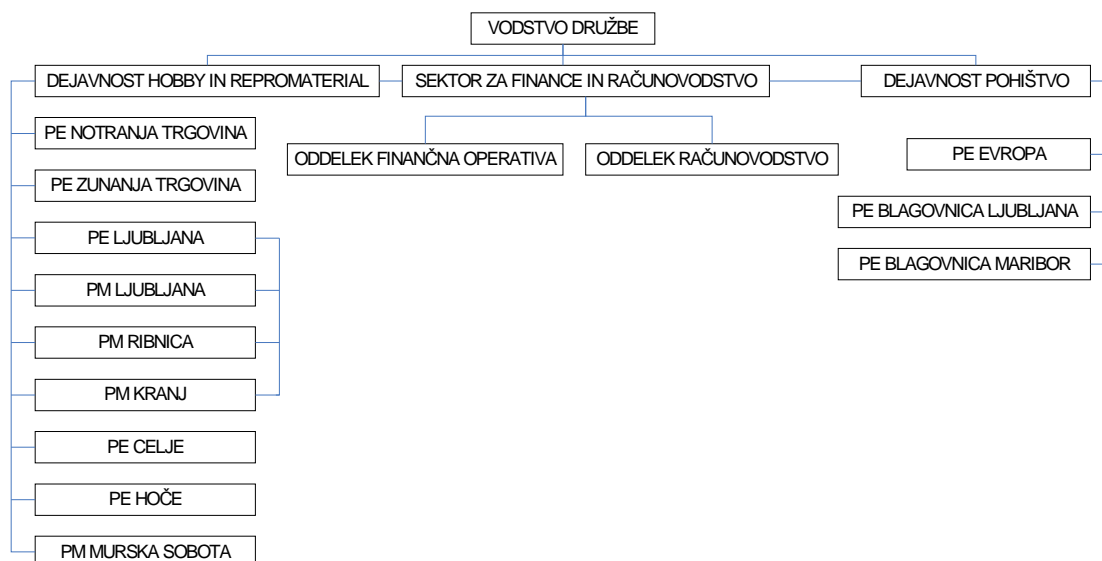 VODSTVO DRUŽBE
DEJAVNOST HOBBY IN REPROMATERIAL
SEKTOR ZA FINANCE IN RAČUNOVODSTVO
DEJAVNOST POHIŠTVO
PE NOTRANJA TRGOVINA
PE ZUNANJA TRGOVINA
PE LJUBLJANA
PM LJUBLJANA
PM RIBNICA
PM KRANJ
PE CELJE
PE HOČE
PM MURSKA SOBOTA
ODDELEK FINANČNA OPERATIVA
ODDELEK RAČUNOVODSTVO
PE EVROPA
PE BLAGOVNICA LJUBLJANA
PE BLAGOVNICA MARIBOR